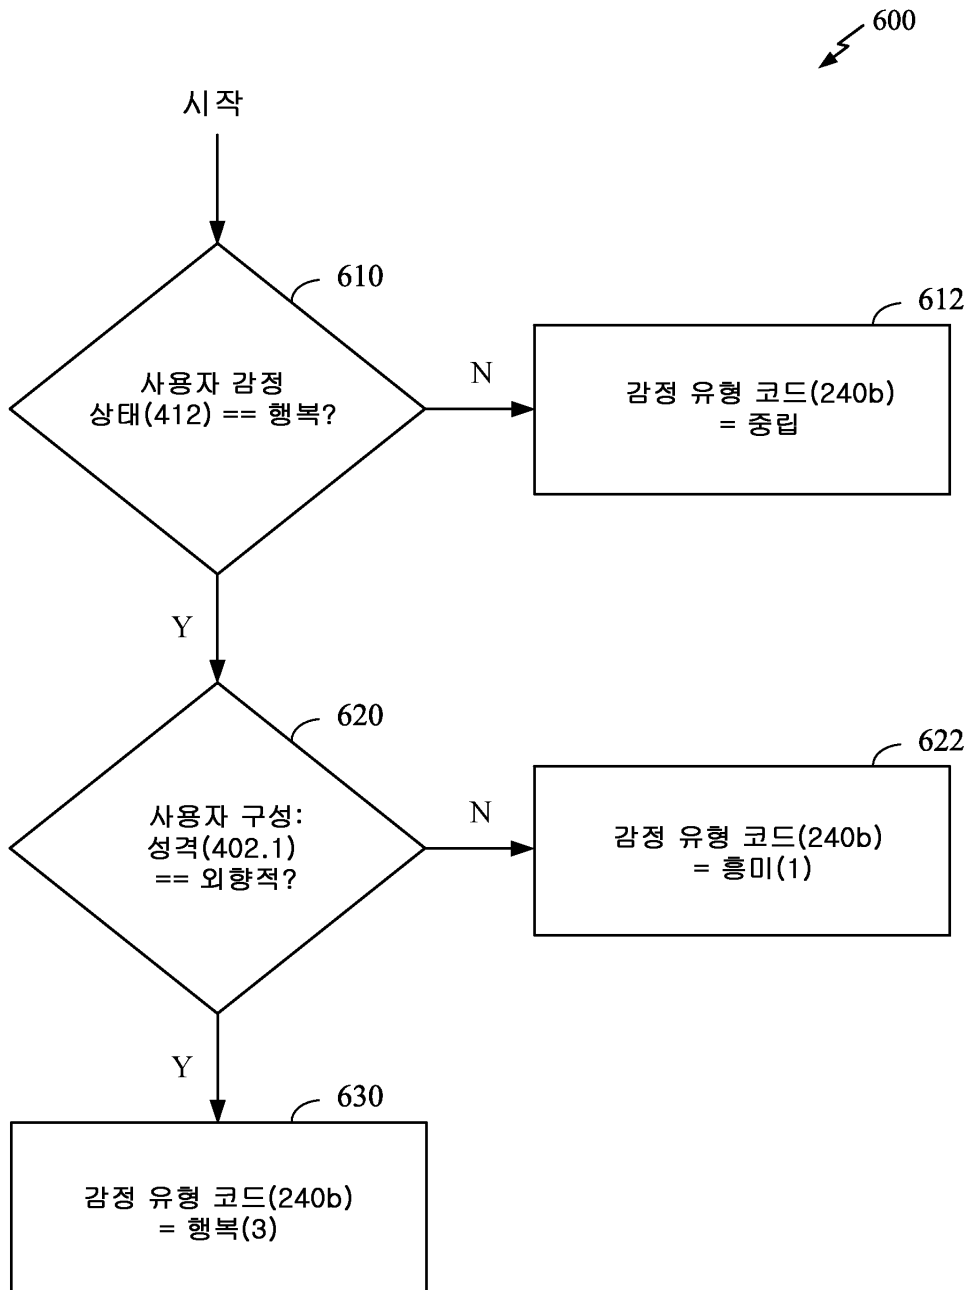 600
시작
610
사용자 감정
상태(412) == 행복?
N
612
감정 유형 코드(240b)
= 중립
Y
620
사용자 구성:
성격(402.1)
== 외향적?
N
622
감정 유형 코드(240b)
= 흥미(1)
Y
630
감정 유형 코드(240b)
= 행복(3)